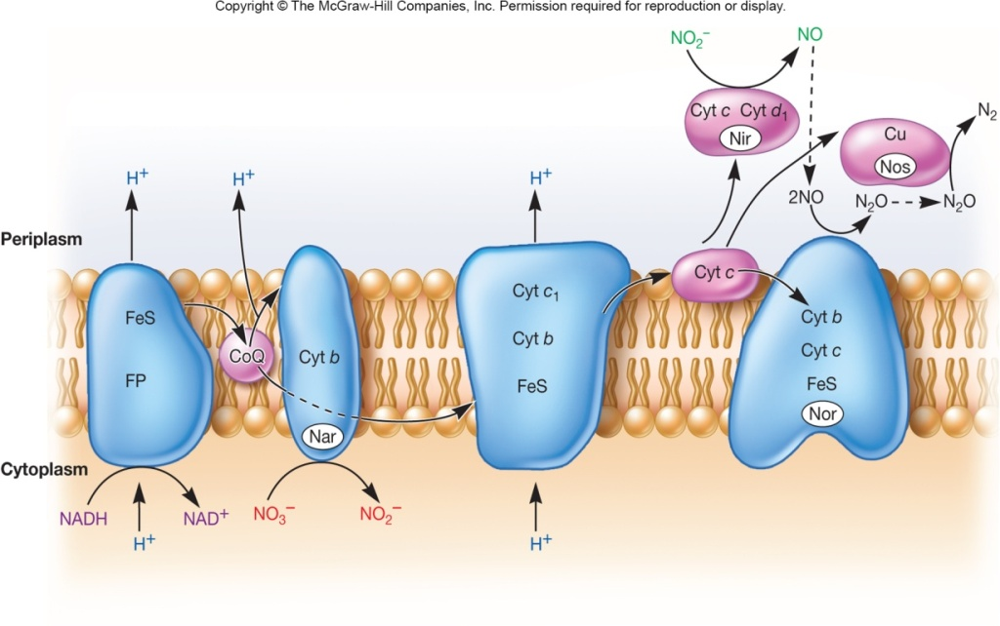 Copyright © The McGraw-Hill Companies, Inc. Permission required for reproduction or display.
NO₂⁻
NO
Cyt c Cyt d₁
Nir
Cu
Nos
N₂
H⁺
H⁺
H⁺
2NO
N₂O
N₂O
Periplasm
FeS
FP
CoQ
Cyt b
Nar
Cyt c₁
Cyt b
FeS
Cyt c
Cyt b
Cyt c
FeS
Nor
Cytoplasm
NADH
NAD⁺
NO₃⁻
NO₂⁻
H⁺
H⁺